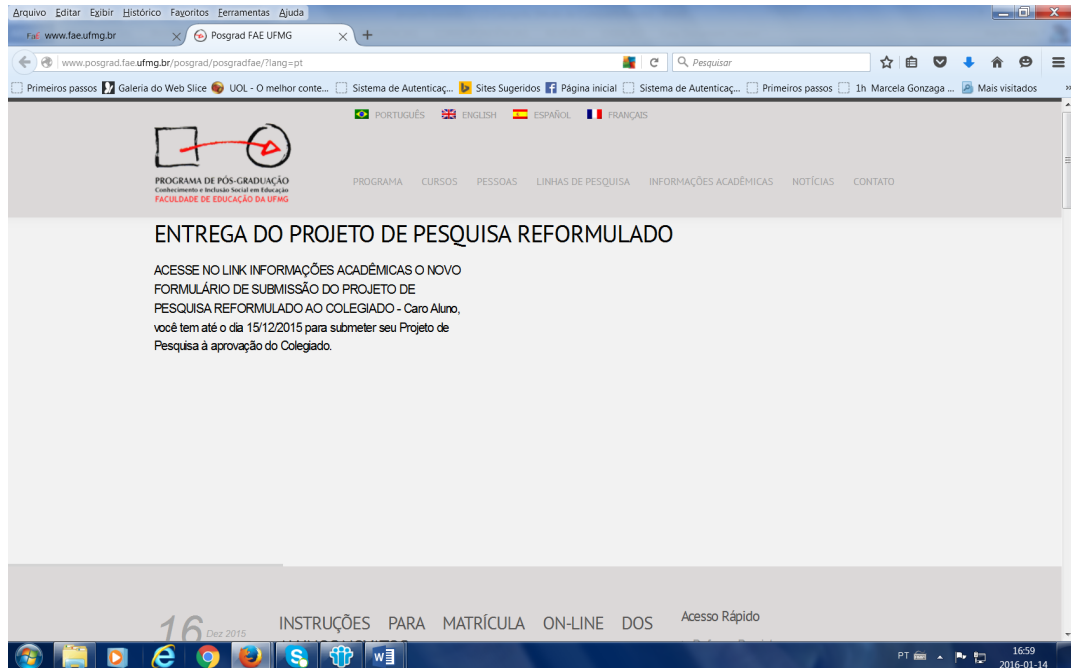 Arquivo Editar Exibir Histórico Favoritos Ferramentas Ajuda
FaE www.fae.ufmg.br
Posgrad FAE UFMG
www.posgrad.fae.ufmg.br/posgrad/posgradfae/?lang=pt
Pesquisar
Primeiros passos Galeria do Web Slice UOL - O melhor conte... Sistema de Autenticaç... Sites Sugeridos Página inicial Sistema de Autenticaç... Primeiros passos 1h Marcela Gonzaga ... Mais visitados
PORTUGUÊS ENGLISH ESPAÑOL FRANÇAIS
PROGRAMA DE PÓS-GRADUAÇÃO
Conhecimento e Inclusão Social em Educação
FACULDADE DE EDUCAÇÃO DA UFMG
PROGRAMA CURSOS PESSOAS LINHAS DE PESQUISA INFORMAÇÕES ACADÊMICAS NOTÍCIAS CONTATO
ENTREGA DO PROJETO DE PESQUISA REFORMULADO
ACESSE NO LINK INFORMAÇÕES ACADÊMICAS O NOVO
FORMULÁRIO DE SUBMISSÃO DO PROJETO DE
PESQUISA REFORMULADO AO COLEGIADO - Caro Aluno,
você tem até o dia 15/12/2015 para submeter seu Projeto de
Pesquisa à aprovação do Colegiado.
16 Dez 2015
INSTRUÇÕES PARA MATRÍCULA ON-LINE DOS
Acesso Rápido
PT
16:59
2016-01-14